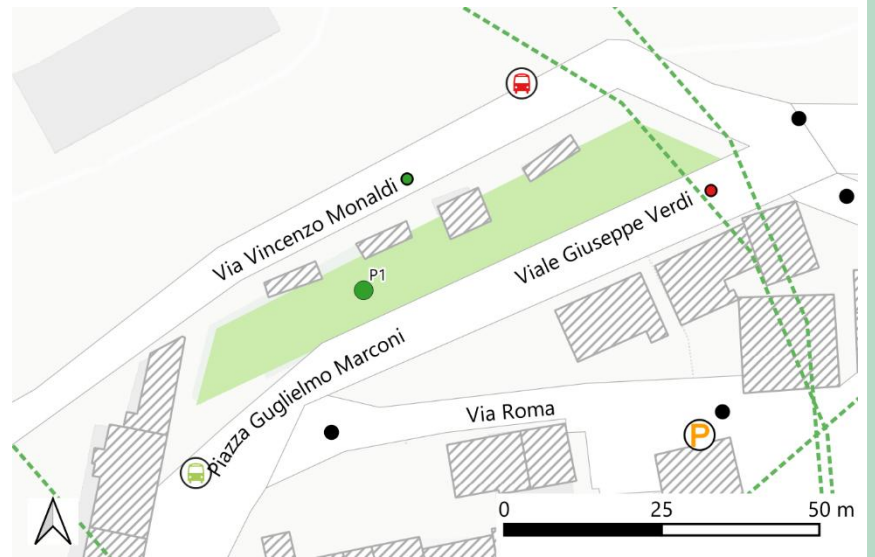 Via Vincenzo Monaldi
P1
Viale Giuseppe Verdi
Piazza Guglielmo Marconi
Via Roma
P
0 25 50 m